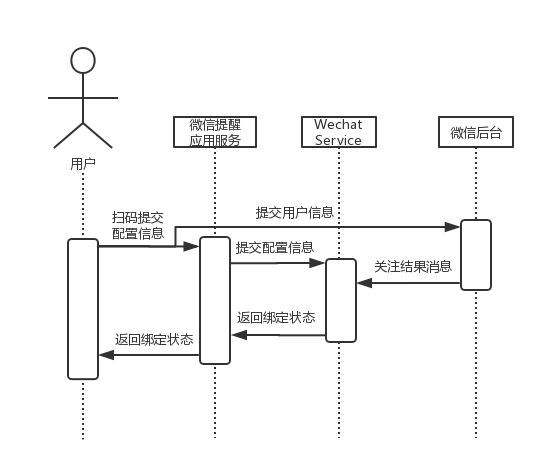 微信提醒
应用服务
Wechat
Service
微信后台
用户
扫码提交
配置信息
提交用户信息
提交配置信息
关注结果消息
返回绑定状态
返回绑定状态